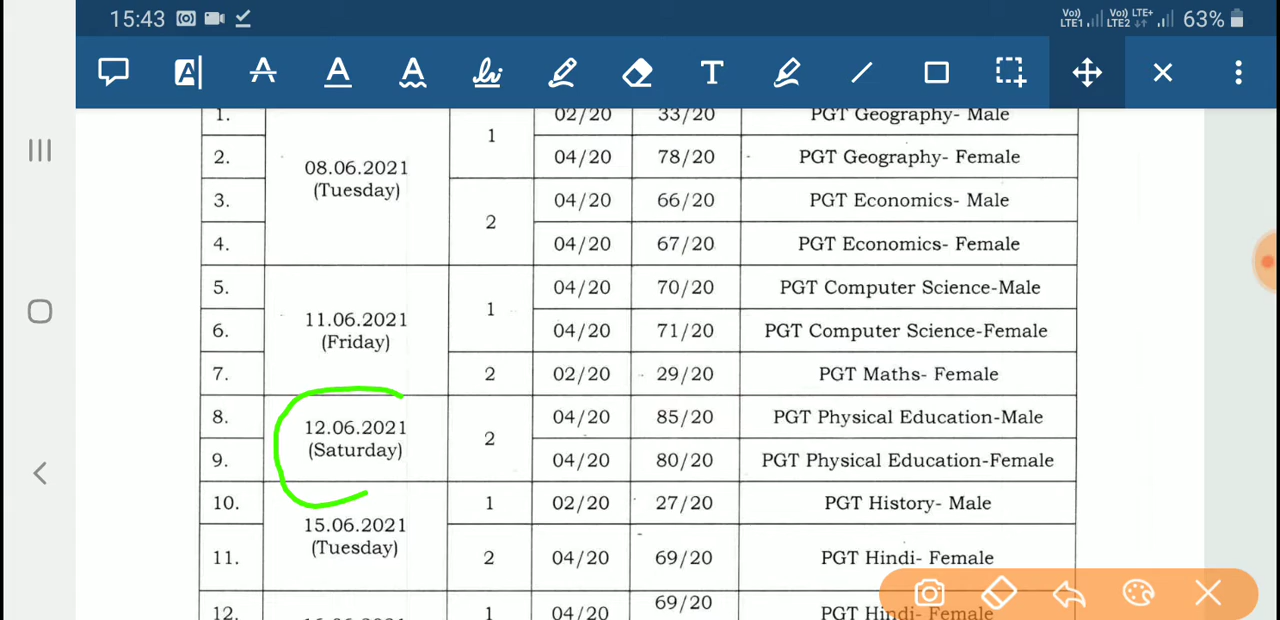 15:43
Vo) LTE1 Vo) LTE+ LTE2 63%
A A A A T
1. 02/20 33/20 PGT Geography- Male
08.06.2021 (Tuesday) 1
2. 04/20 78/20 PGT Geography- Female
3. 04/20 66/20 PGT Economics- Male
2
4. 04/20 67/20 PGT Economics- Female
5. 04/20 70/20 PGT Computer Science-Male
11.06.2021 (Friday) 1
6. 04/20 71/20 PGT Computer Science-Female
7. 2 02/20 29/20 PGT Maths- Female
8. 04/20 85/20 PGT Physical Education-Male
12.06.2021 (Saturday) 2
9. 04/20 80/20 PGT Physical Education-Female
10. 1 02/20 27/20 PGT History- Male
15.06.2021 (Tuesday)
11. 2 04/20 69/20 PGT Hindi- Female
12. 1 04/20 69/20 PGT Hindi- Female